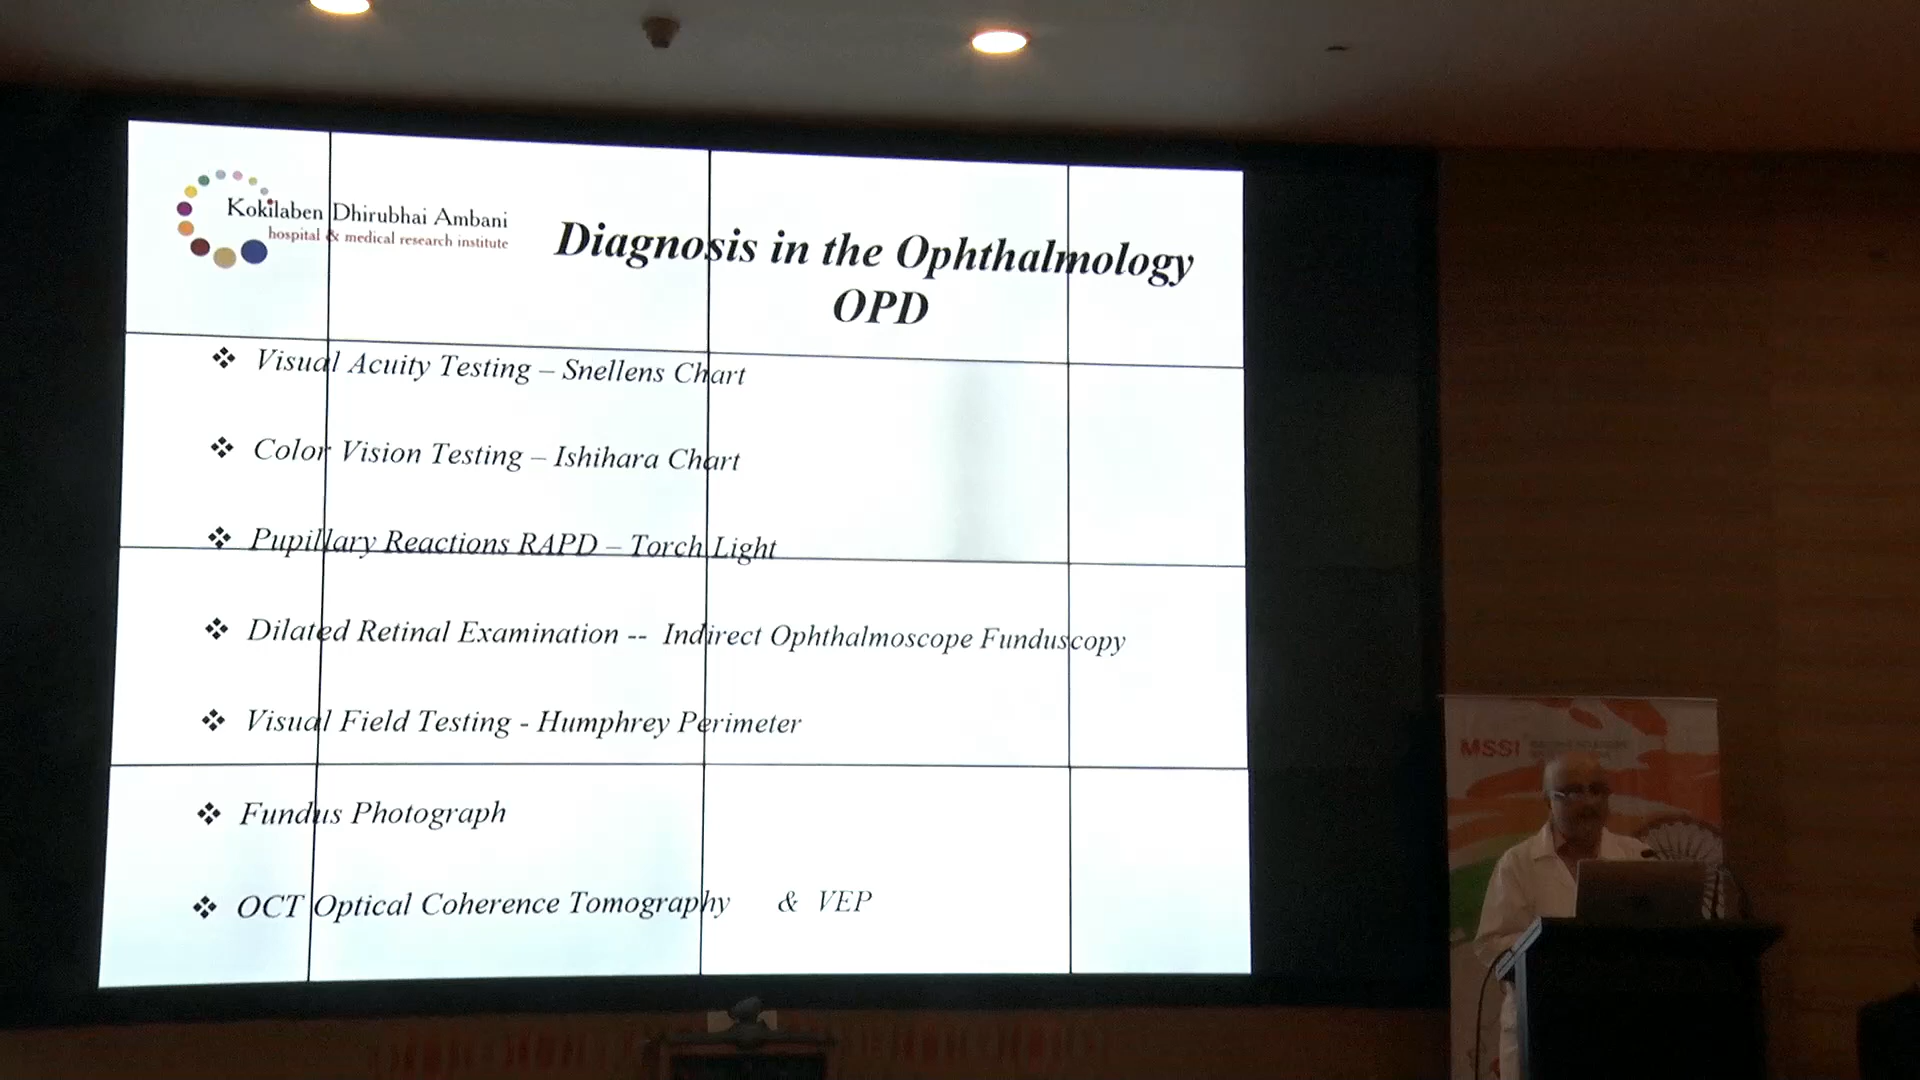 Kokilaben Dhirubhai Ambani
hospital & medical research institute
Diagnosis in the Ophthalmology
OPD
❖ Visual Acuity Testing – Snellens Chart
❖ Color Vision Testing – Ishihara Chart
❖ Pupillary Reactions RAPD – Torch Light
❖ Dilated Retinal Examination -- Indirect Ophthalmoscope Funduscopy
❖ Visual Field Testing - Humphrey Perimeter
❖ Fundus Photograph
❖ OCT Optical Coherence Tomography & VEP
MSSI